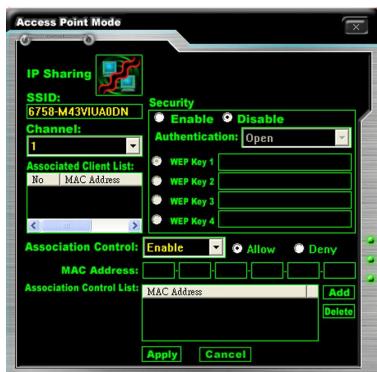 Access Point Mode
IP Sharing
SSID:
6758-M43VIUA0DN
Channel:
1
Associated Client List:
No MAC Address
Security
Enable Disable
Authentication: Open
WEP Key 1
WEP Key 2
WEP Key 3
WEP Key 4
Association Control: Enable Allow Deny
MAC Address:
Association Control List: MAC Address
Add
Delete
Apply Cancel